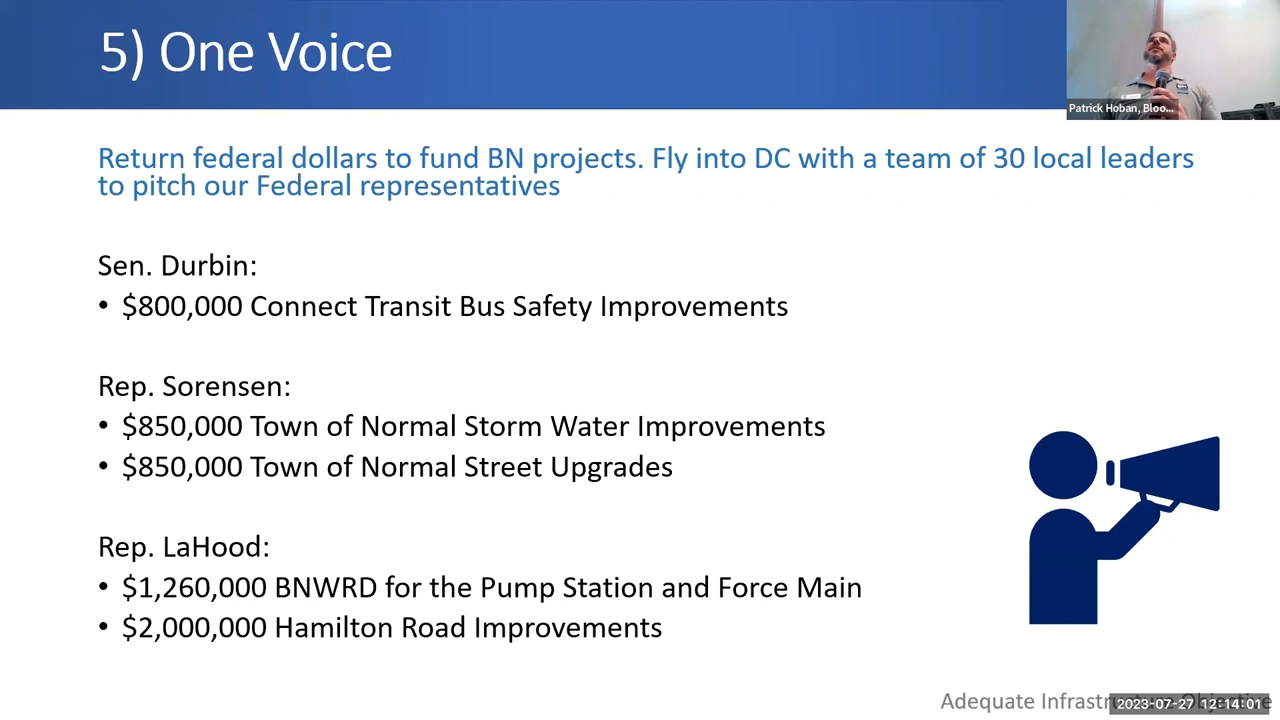 5) One Voice
Patrick Hoban, Bloo...
Return federal dollars to fund BN projects. Fly into DC with a team of 30 local leaders
to pitch our Federal representatives
Sen. Durbin:
• $800,000 Connect Transit Bus Safety Improvements
Rep. Sorensen:
• $850,000 Town of Normal Storm Water Improvements
• $850,000 Town of Normal Street Upgrades
Rep. LaHood:
• $1,260,000 BNWRD for the Pump Station and Force Main
• $2,000,000 Hamilton Road Improvements
Adequate Infrastructure Objective
2023-07-27 12:14:01